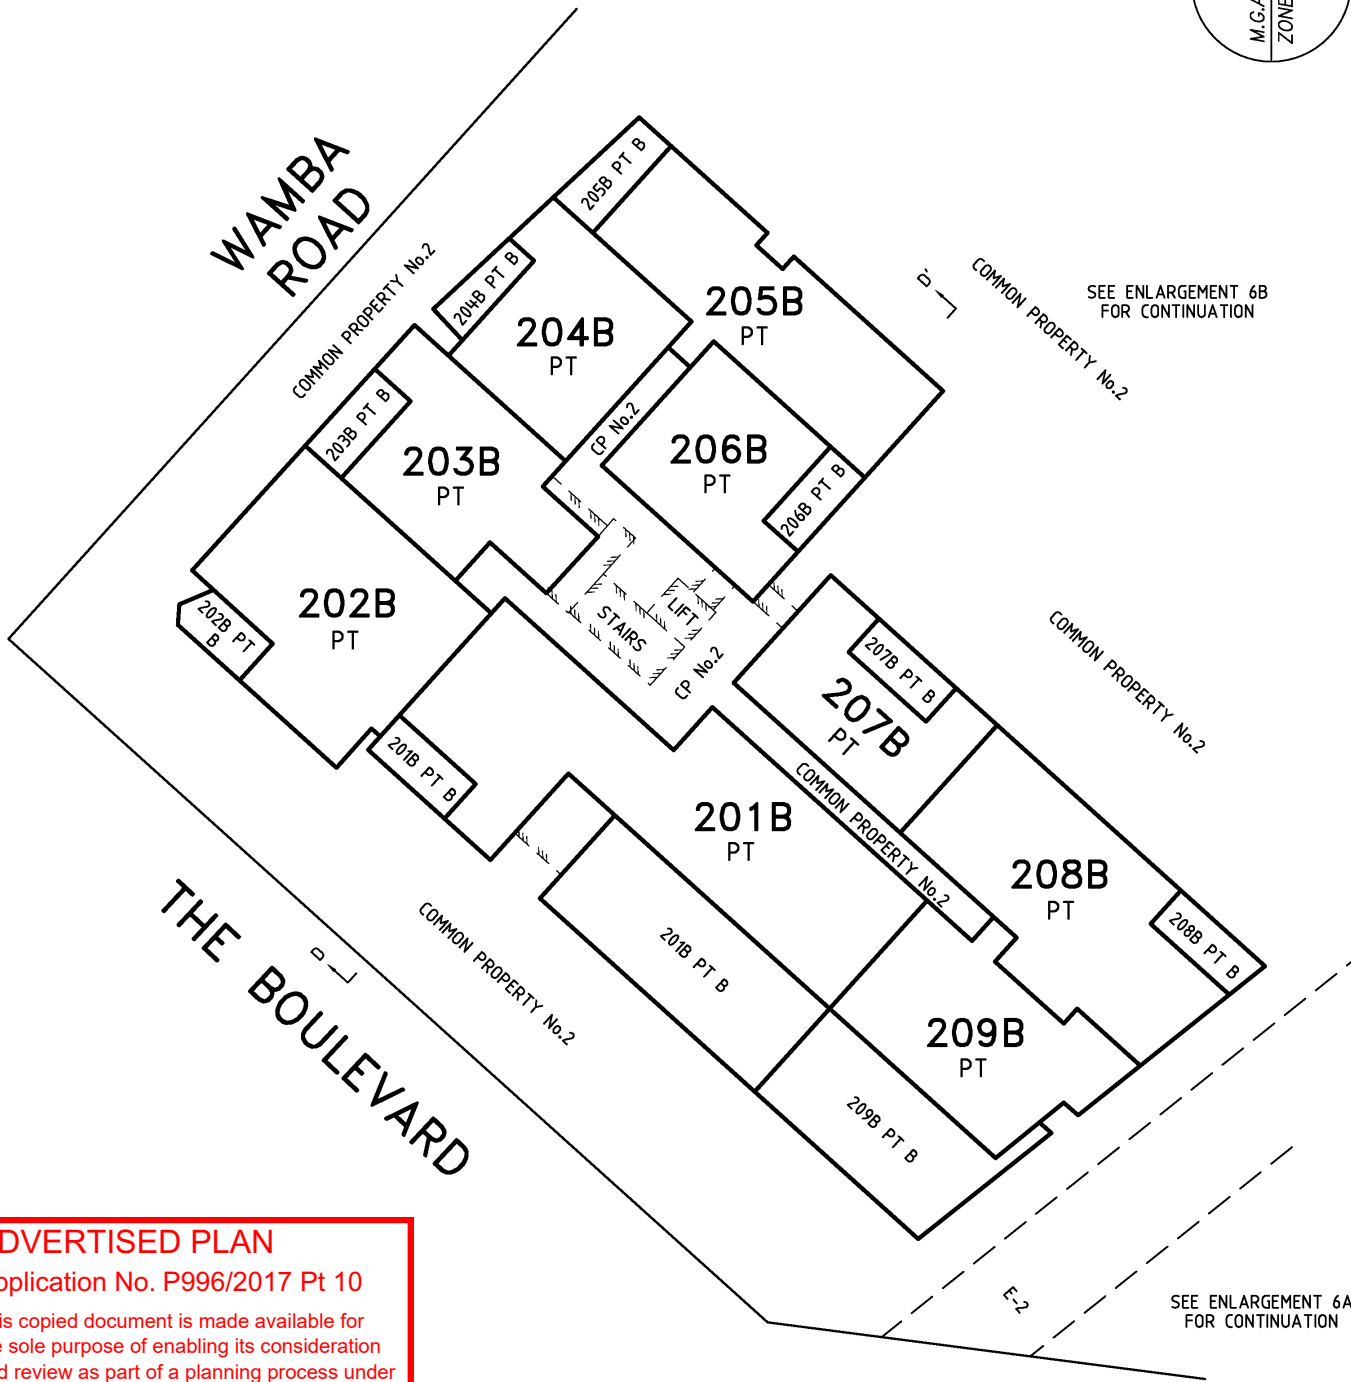 M.G.A
ZONE
WAMBA
ROAD
COMMON PROPERTY No.2
205B PT B
204B PT B
203B PT B
204B
PT
205B
PT
203B
PT
206B
PT
206B PT B
CP No.2
202B
PT
202B PT
B
STAIRS
LIFT
CP No.2
D'
COMMON PROPERTY No.2
SEE ENLARGEMENT 6B
FOR CONTINUATION
COMMON PROPERTY No.2
207B PT B
207B
PT
201B PT B
201B
PT
COMMON PROPERTY No.2
208B
PT
208B PT B
201B PT B
209B
PT
209B PT B
THE BOULEVARD
D
COMMON PROPERTY No.2
E-2
SEE ENLARGEMENT 6A
FOR CONTINUATION
DVERTISED PLAN
pplication No. P996/2017 Pt 10
is copied document is made available for
e sole purpose of enabling its consideration
d review as part of a planning process under